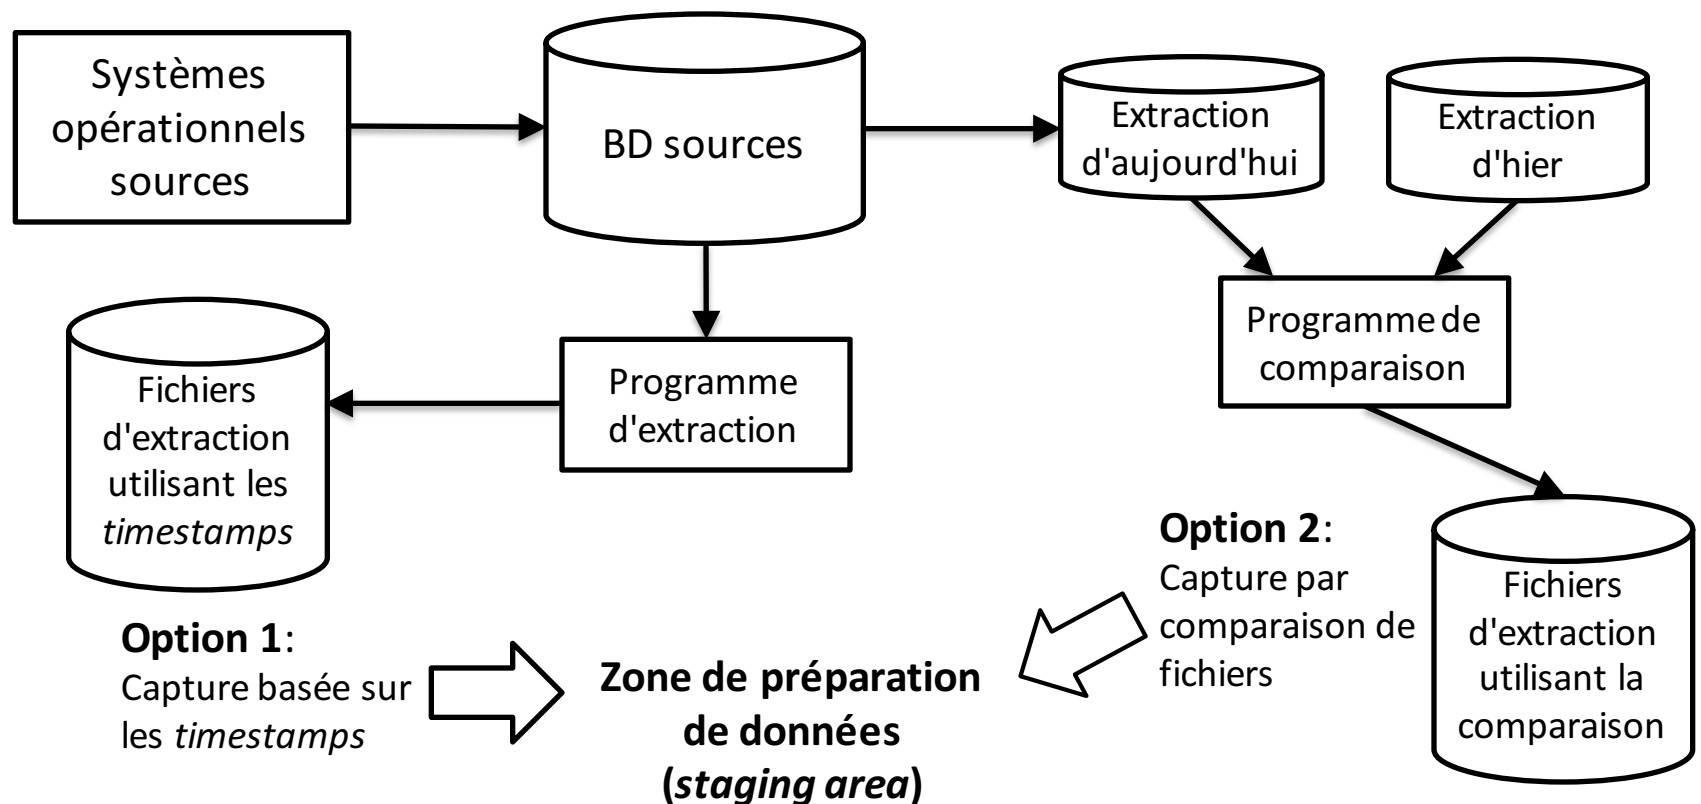 Systèmes
opérationnels
sources
BD sources
Extraction
d'aujourd'hui
Extraction
d'hier
Programme de
comparaison
Programme
d'extraction
Fichiers
d'extraction
utilisant les
timestamps
Option 1:
Capture basée sur
les timestamps
Zone de préparation
de données
(staging area)
Option 2:
Capture par
comparaison de
fichiers
Fichiers
d'extraction
utilisant la
comparaison